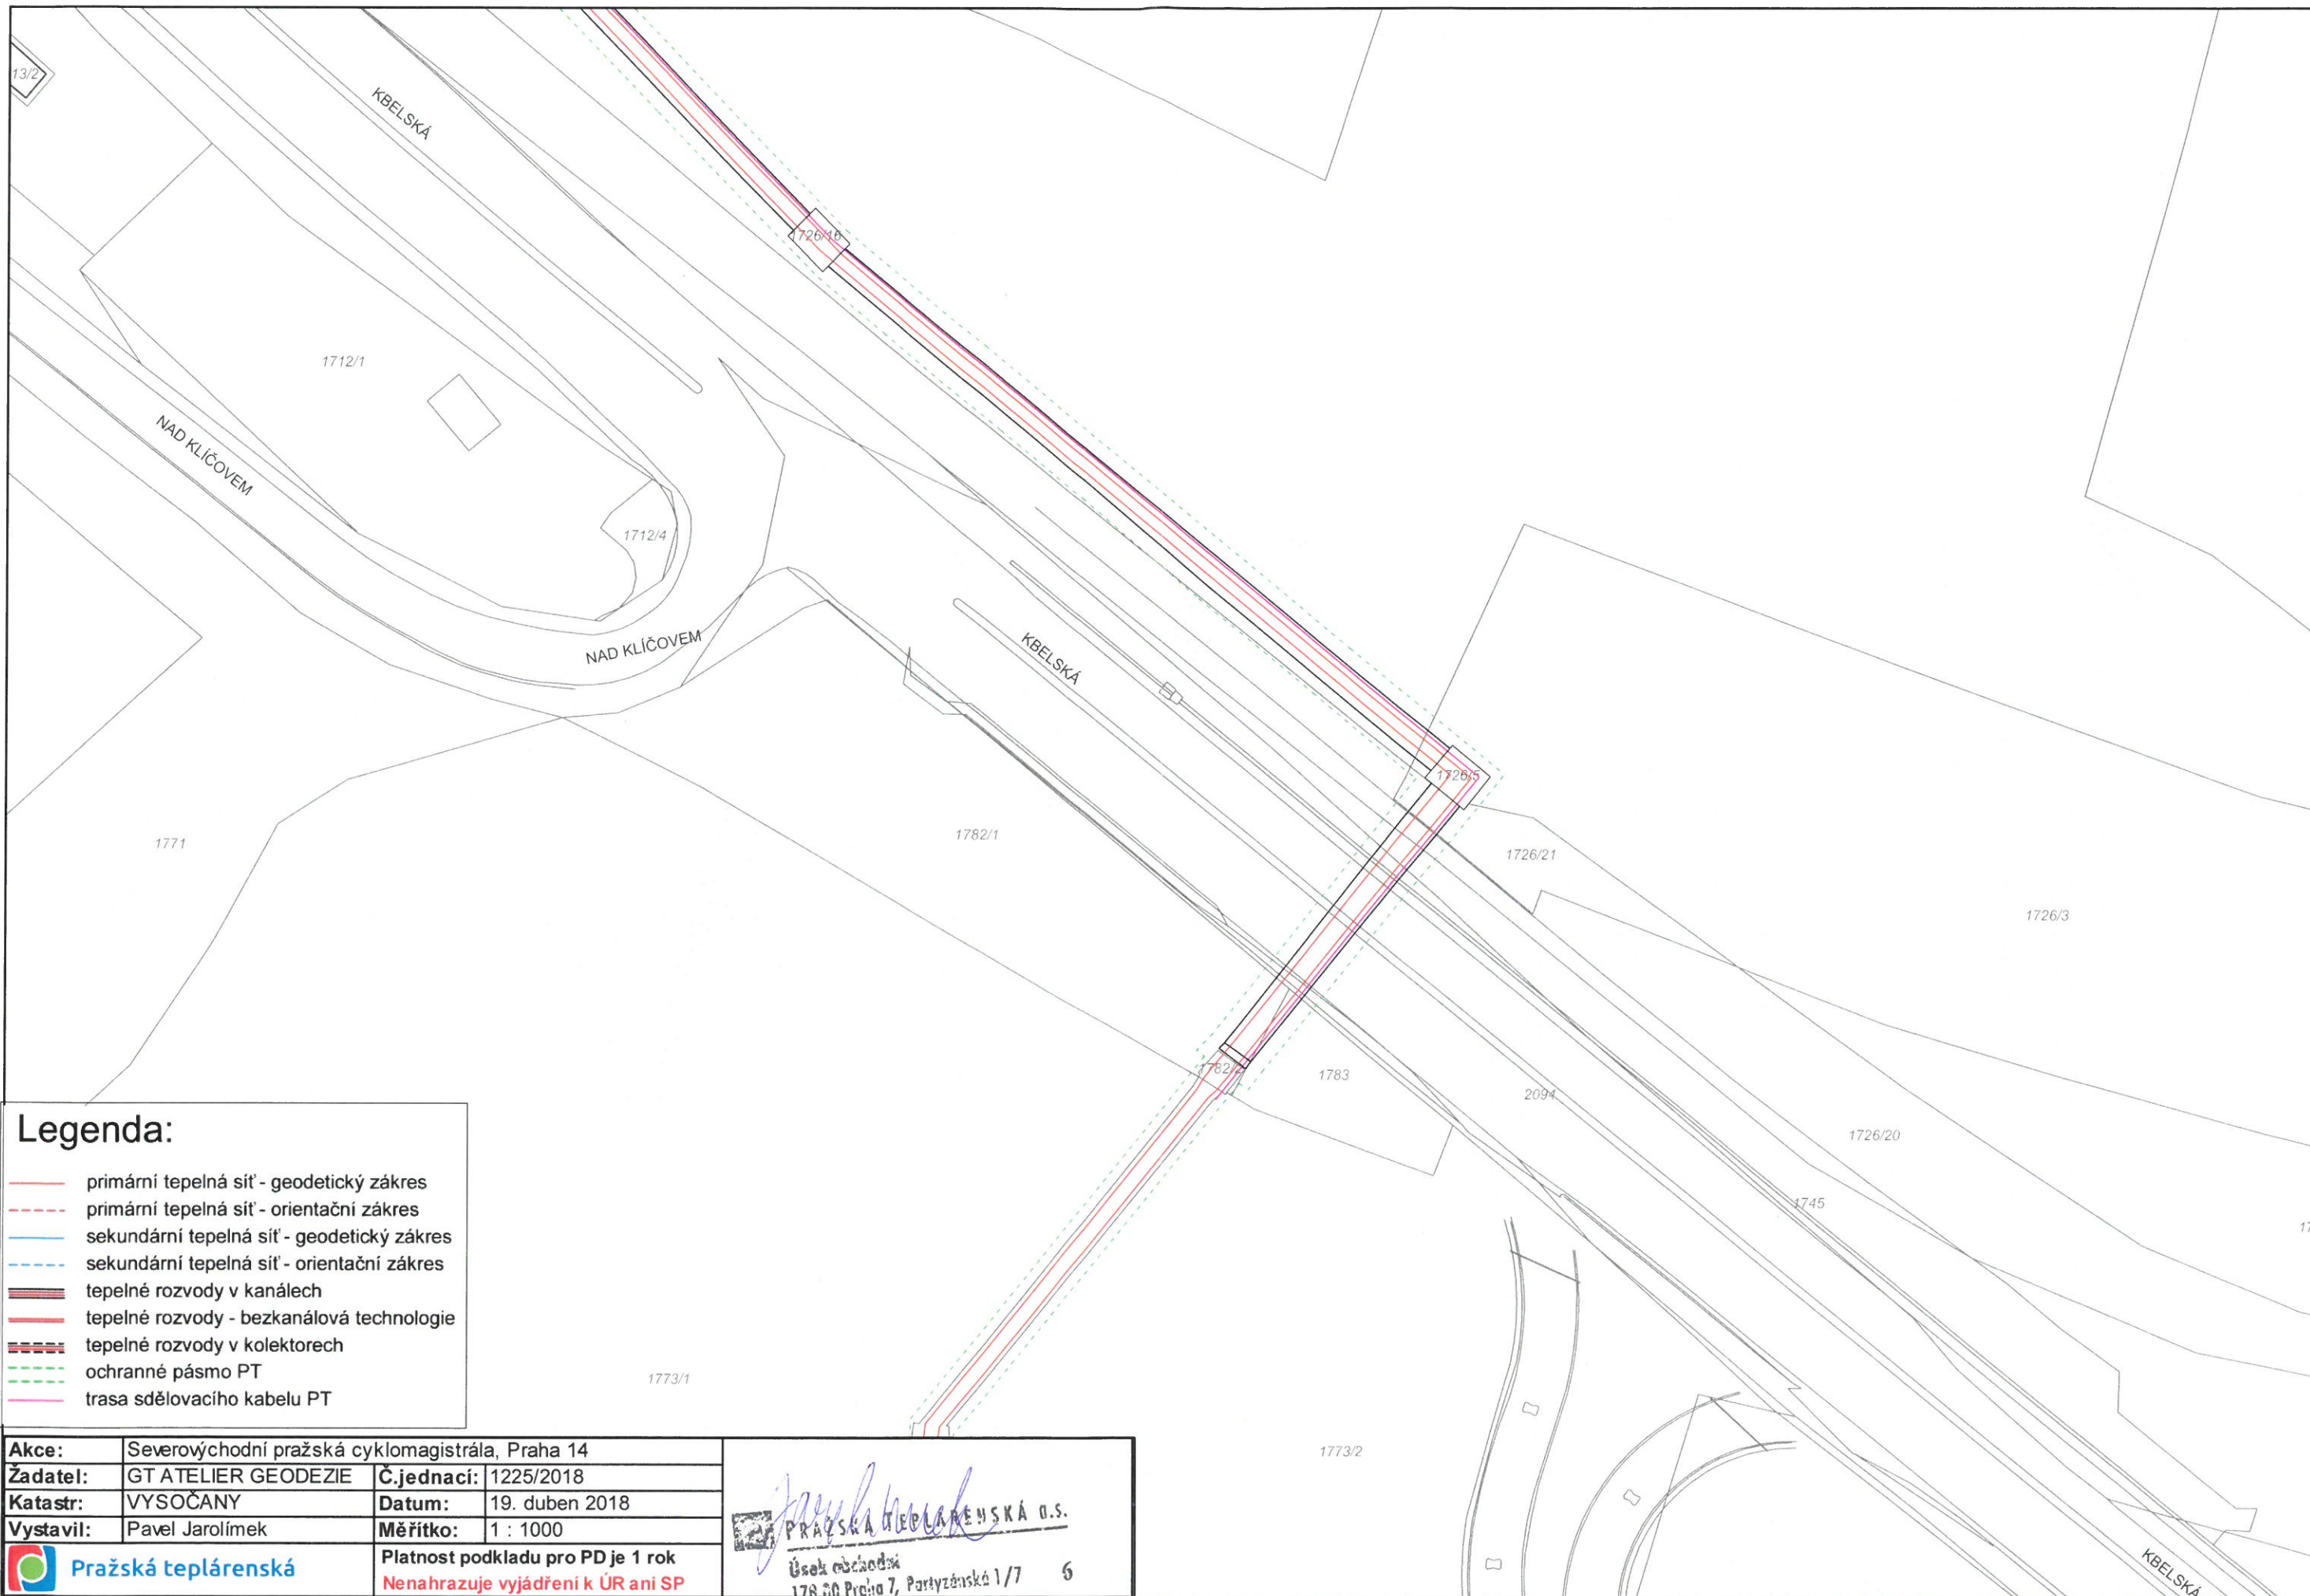 13/2
KBELSKÁ
1726/16
1712/1
NAD KLÍČOVEM
1712/4
NAD KLÍČOVEM
KBELSKÁ
1726/5
1771
1782/1
1726/21
1726/3
1782/2
1783
2094
1726/20
1745
17
1773/1
1773/2
KBELSKÁ
Legenda:
primární tepelná síť - geodetický zákres
primární tepelná síť - orientační zákres
sekundární tepelná síť - geodetický zákres
sekundární tepelná síť - orientační zákres
tepelné rozvody v kanálech
tepelné rozvody - bezkanálová technologie
tepelné rozvody v kolektorech
ochranné pásmo PT
trasa sdělovacího kabelu PT
Akce: Severovýchodní pražská cyklomagistrála, Praha 14
Žadatel: GT ATELIER GEODEZIE Č.jednací: 1225/2018
Katastr: VYSOČANY Datum: 19. duben 2018
Vystavil: Pavel Jarolímek Měřítko: 1 : 1000
Pražská teplárenská
Platnost podkladu pro PD je 1 rok
Nenahrazuje vyjádření k ÚR ani SP
PRAŽSKÁ TEPLÁRENSKÁ a.s.
Úsek obchodní
178 00 Praha 7, Partyzánská 1/7 6